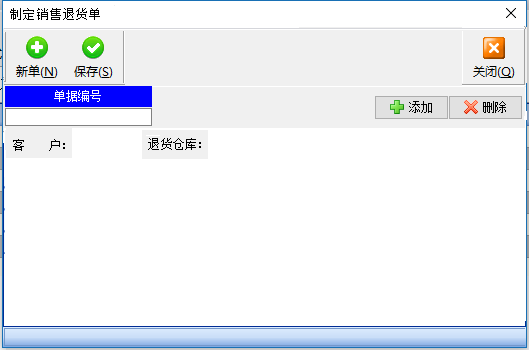 制定销售退货单
新单(N) 保存(S) 关闭(Q)
单据编号
添加 删除
客 户： 退货仓库：